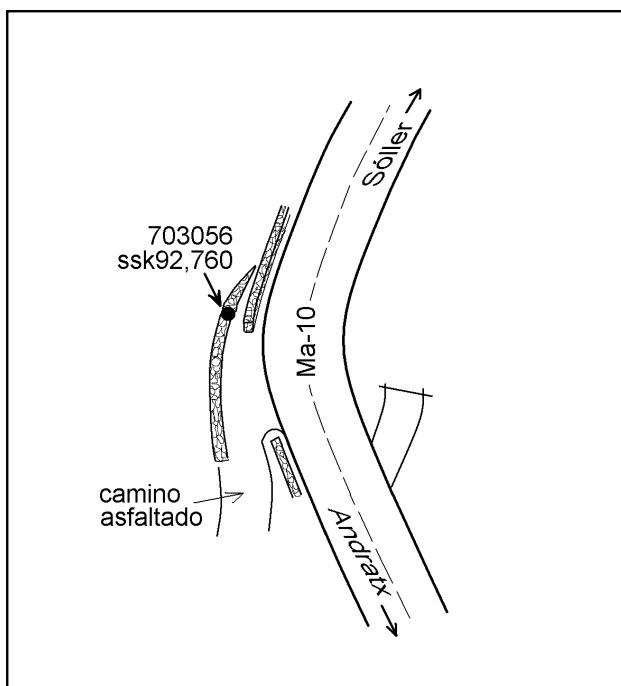 Sóller
703056
ssk92,760
Ma-10
camino
asfaltado
Andratx